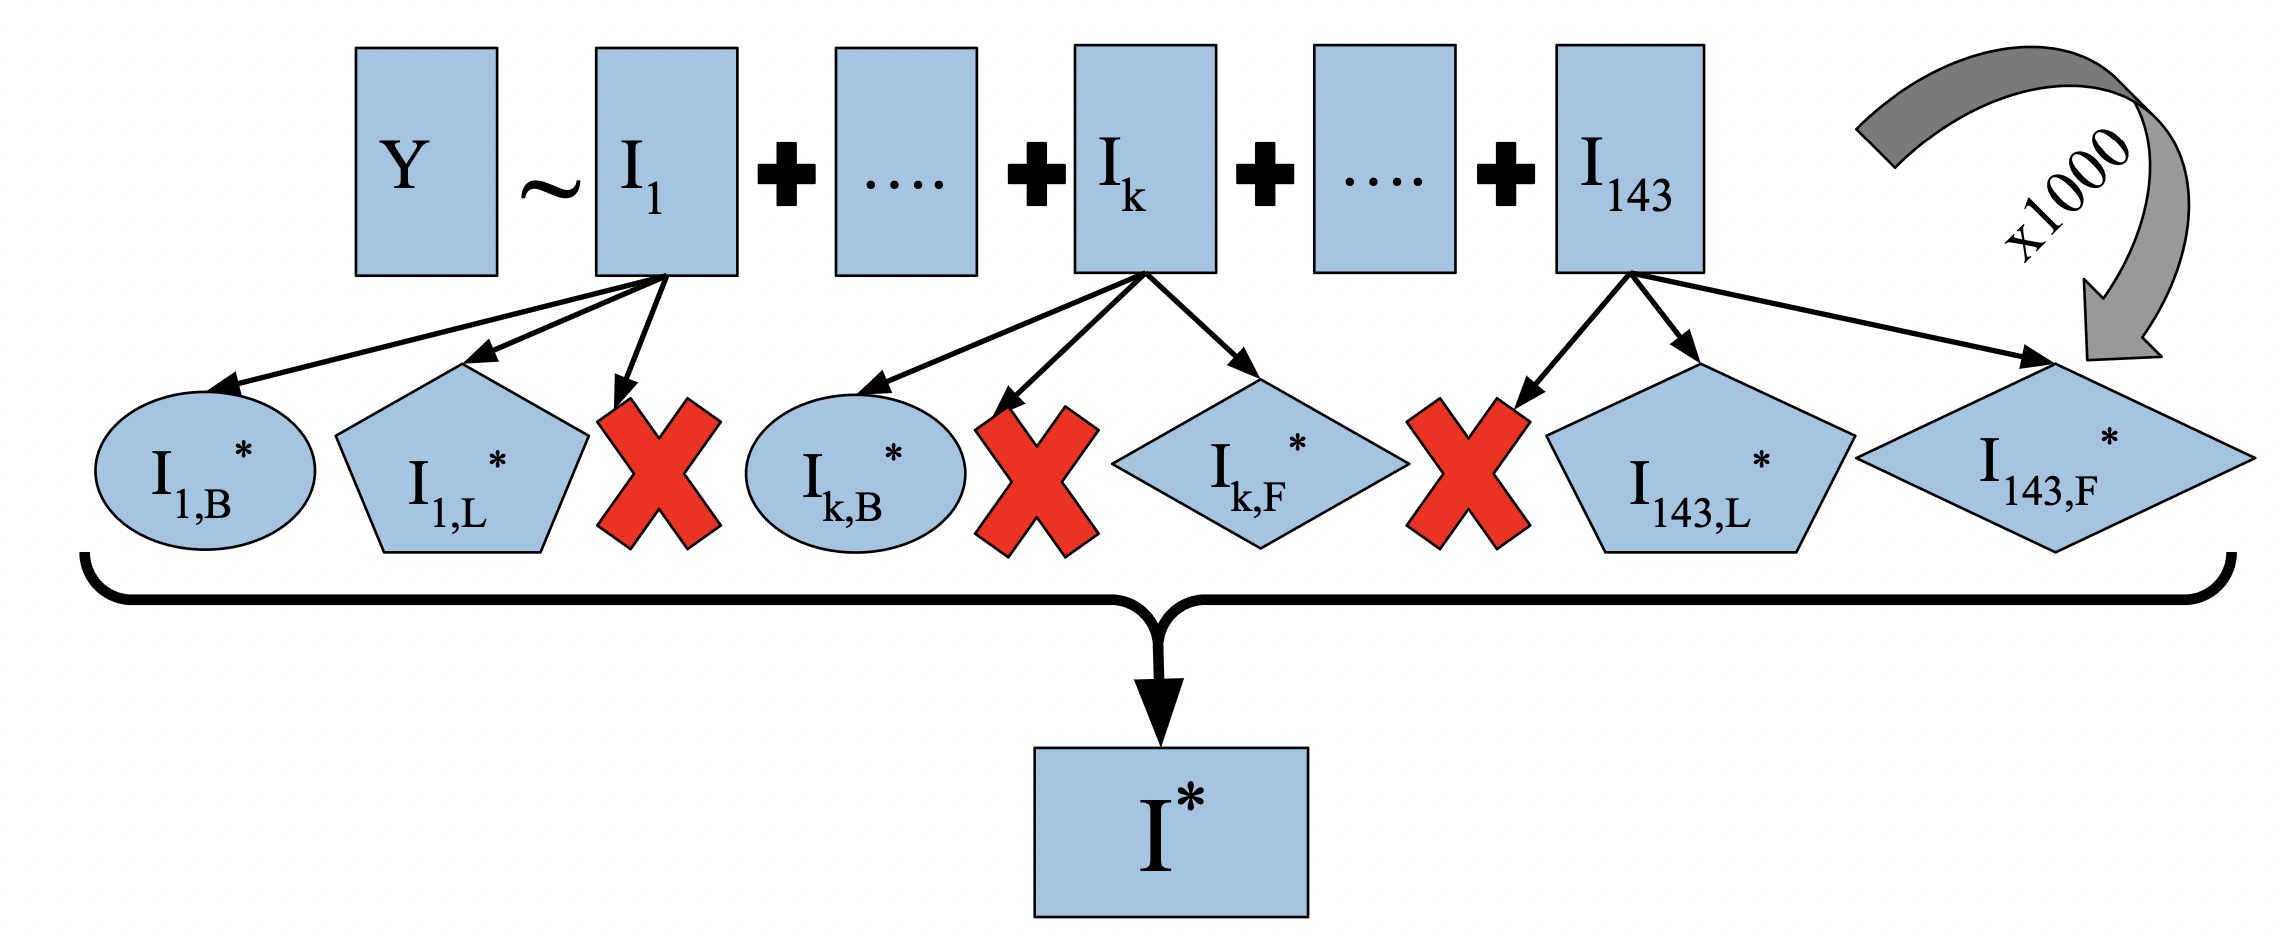 Y ~ I1 + .... + Ik + .... + I143
x1000
I1,B* I1,L* Ik,B* Ik,F* I143,L* I143,F*
I*